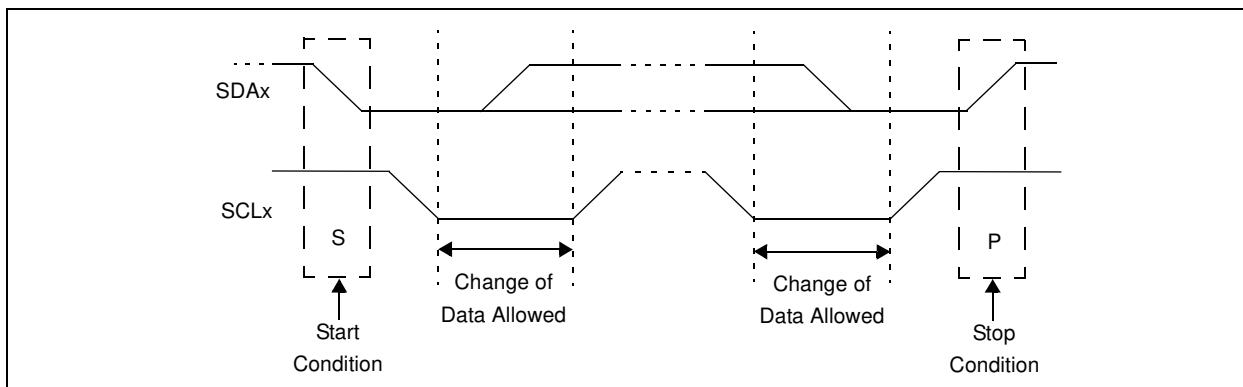 SDAx
SCLx
S
P
Change of
Data Allowed
Change of
Data Allowed
Start
Condition
Stop
Condition